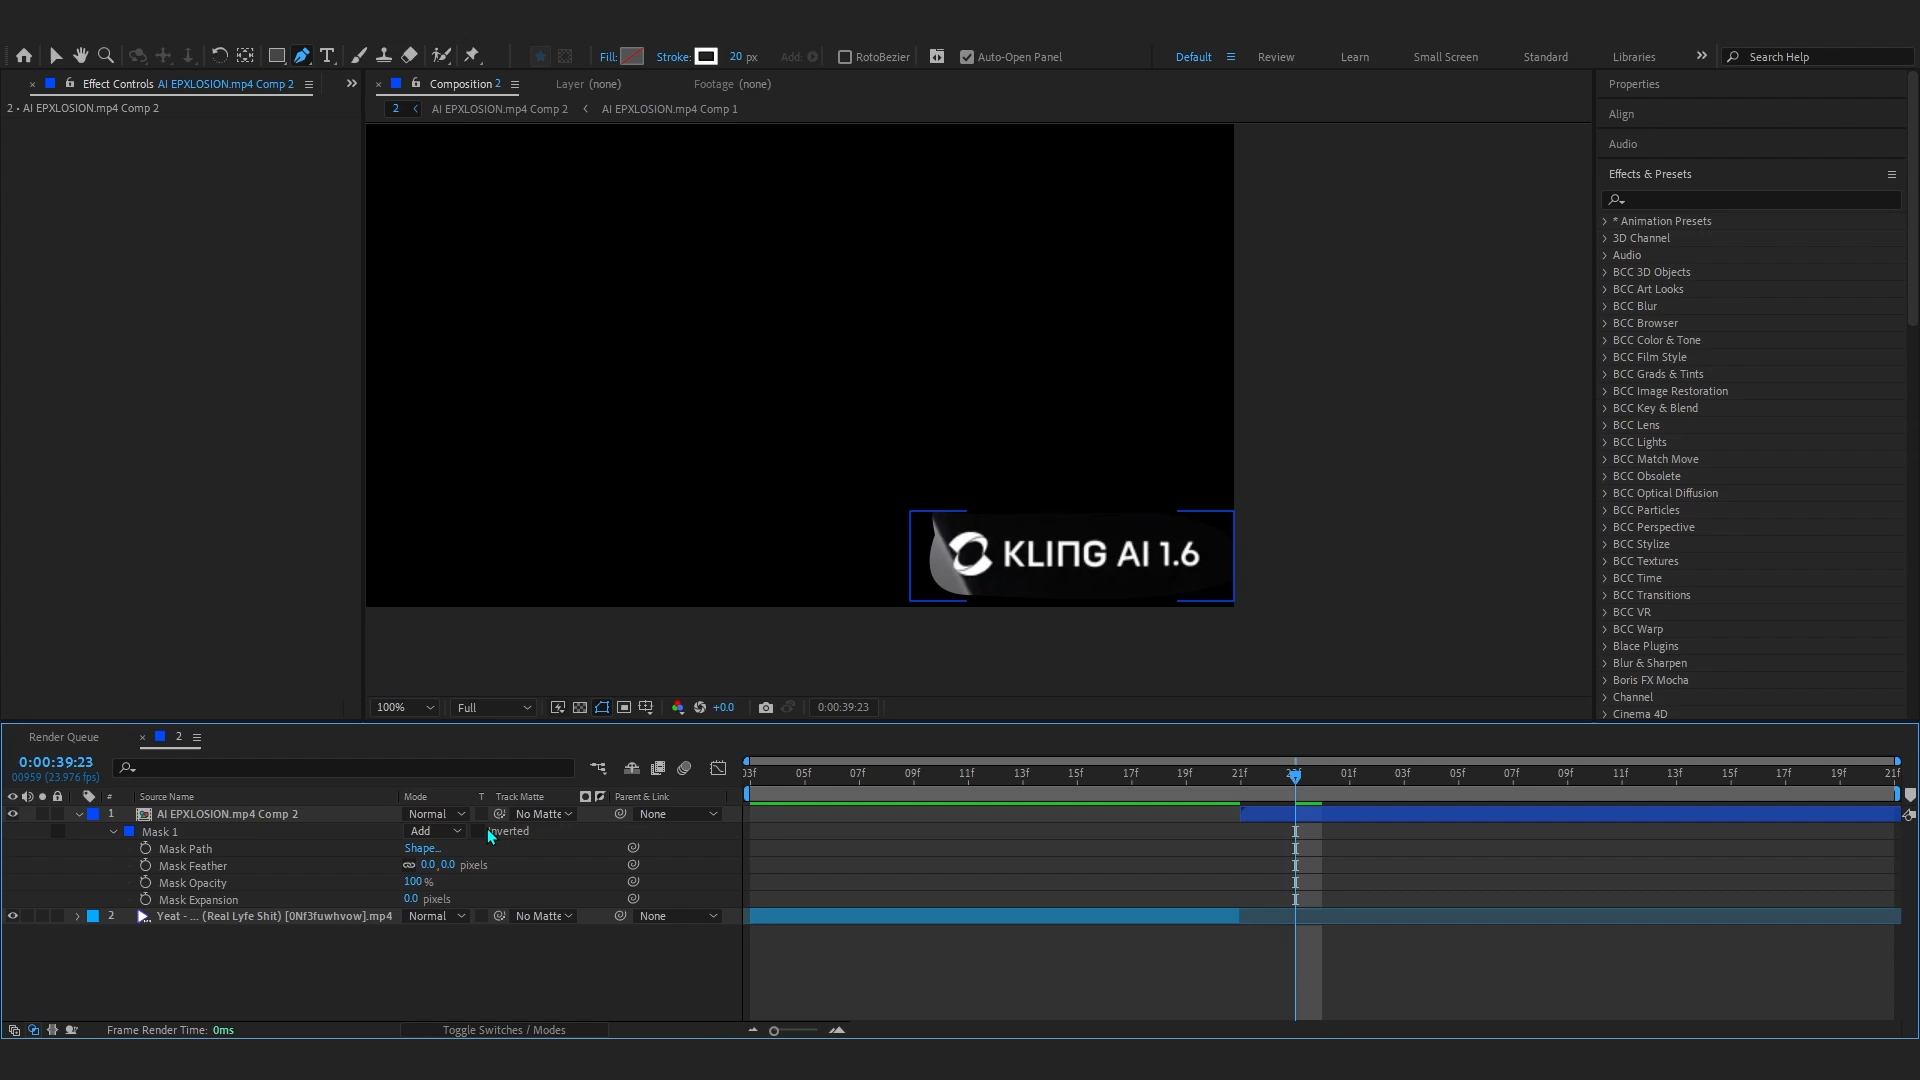 Fill:
Stroke:
20 px
Add:
RotoBezier
Auto-Open Panel
Default
Review
Learn
Small Screen
Standard
Libraries
Search Help
Effect Controls AI EPXLOSION.mp4 Comp 2
Composition 2
Layer (none)
Footage (none)
Properties
2 • AI EPXLOSION.mp4 Comp 2
2
AI EPXLOSION.mp4 Comp 2
AI EPXLOSION.mp4 Comp 1
Align
Audio
Effects & Presets
* Animation Presets
3D Channel
Audio
BCC 3D Objects
BCC Art Looks
BCC Blur
BCC Browser
BCC Color & Tone
BCC Film Style
BCC Grads & Tints
BCC Image Restoration
BCC Key & Blend
BCC Lens
BCC Lights
BCC Match Move
BCC Obsolete
BCC Optical Diffusion
BCC Particles
BCC Perspective
BCC Stylize
BCC Textures
BCC Time
BCC Transitions
BCC VR
BCC Warp
Blace Plugins
Blur & Sharpen
Boris FX Mocha
Channel
Cinema 4D
KLING AI 1.6
100%
Full
+0.0
0:00:39:23
Render Queue
2
0:00:39:23
00959 (23.976 fps)
03f 05f 07f 09f 11f 13f 15f 17f 19f 21f 01f 03f 05f 07f 09f 11f 13f 15f 17f 19f 21f
# Source Name Mode T Track Matte Parent & Link
1 AI EPXLOSION.mp4 Comp 2 Normal No Matte None
Mask 1 Add Inverted
Mask Path Shape...
Mask Feather 0.0,0.0 pixels
Mask Opacity 100 %
Mask Expansion 0.0 pixels
2 Yeat - ... (Real Lyfe Shit) [0Nf3fuwhvow].mp4 Normal No Matte None
Frame Render Time: 0ms
Toggle Switches / Modes